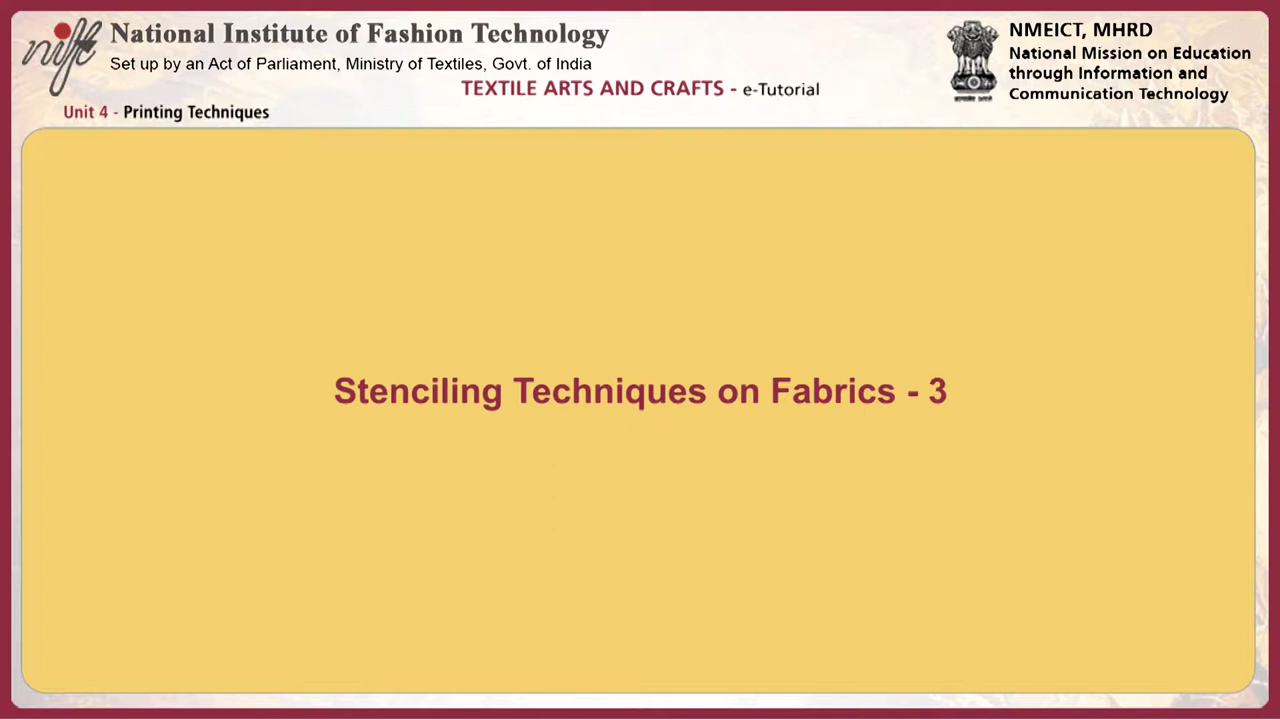 nift
National Institute of Fashion Technology
Set up by an Act of Parliament, Ministry of Textiles, Govt. of India
TEXTILE ARTS AND CRAFTS - e-Tutorial
NMEICT, MHRD
National Mission on Education
through Information and
Communication Technology
Unit 4 - Printing Techniques
Stenciling Techniques on Fabrics - 3